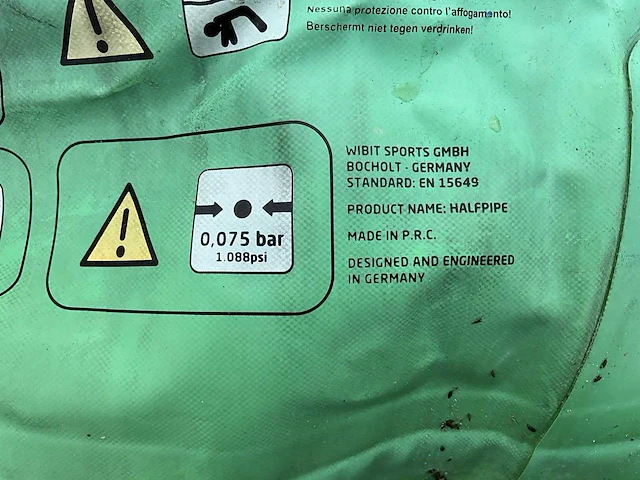 Nessuna protezione contro l'affogamento!
Berschermt niet tegen verdrinken!
WIBIT SPORTS GMBH
BOCHOLT - GERMANY
STANDARD: EN 15649
PRODUCT NAME: HALFPIPE
MADE IN P.R.C.
DESIGNED AND ENGINEERED
IN GERMANY
0,075 bar
1.088psi